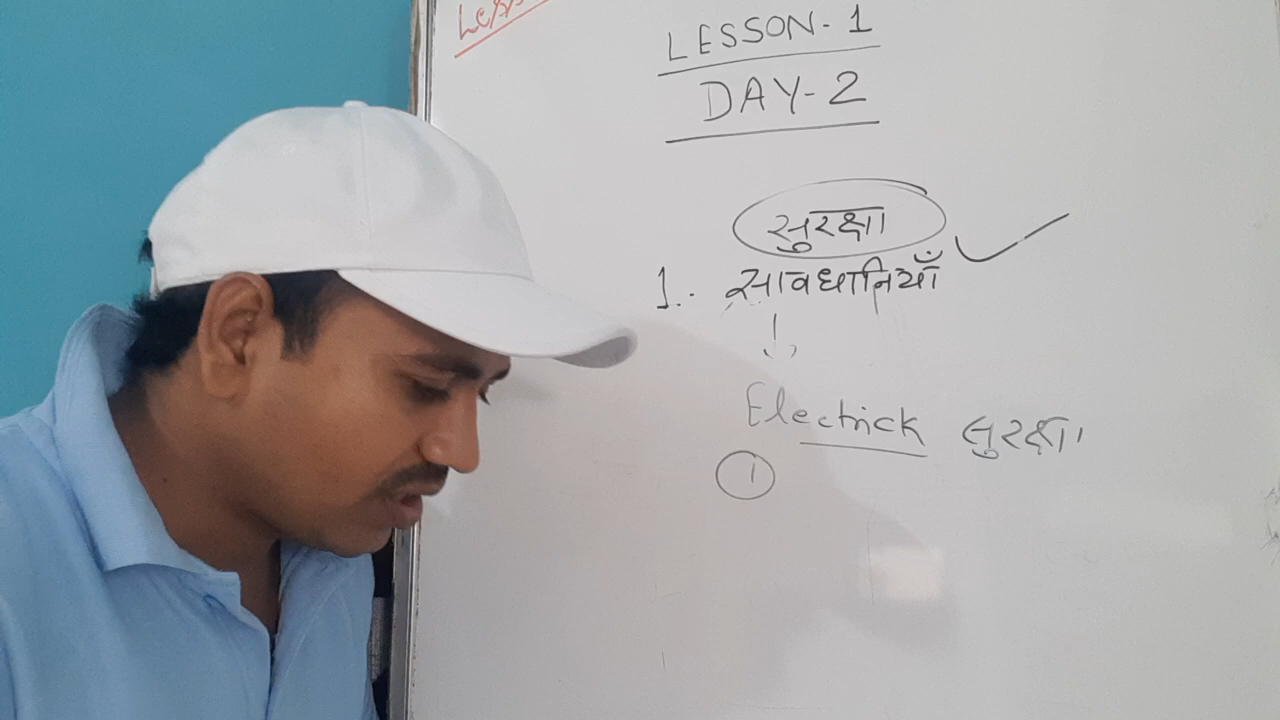 LESSON-1
DAY-2
सुरक्षा
1. सावधानियाँ
Electrick सुरक्षा
1